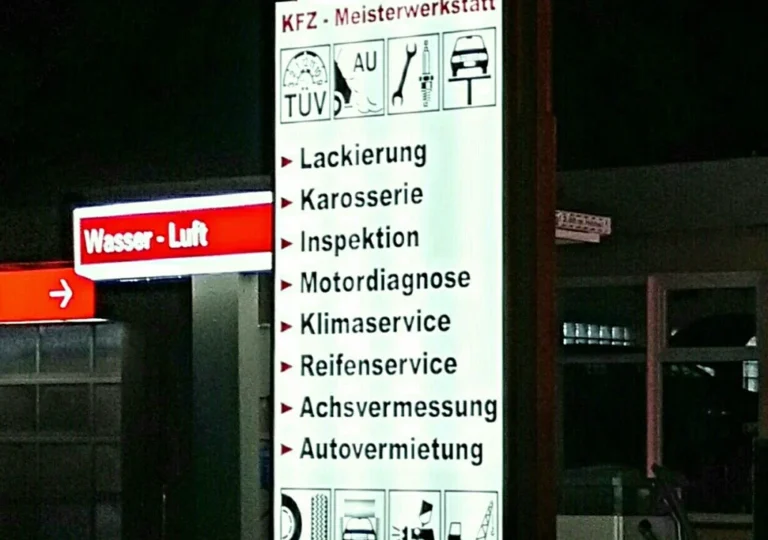 KFZ - Meisterwerkstatt
TÜV
AU
Lackierung
Karosserie
Inspektion
Motordiagnose
Klimaservice
Reifenservice
Achsvermessung
Autovermietung
Wasser - Luft